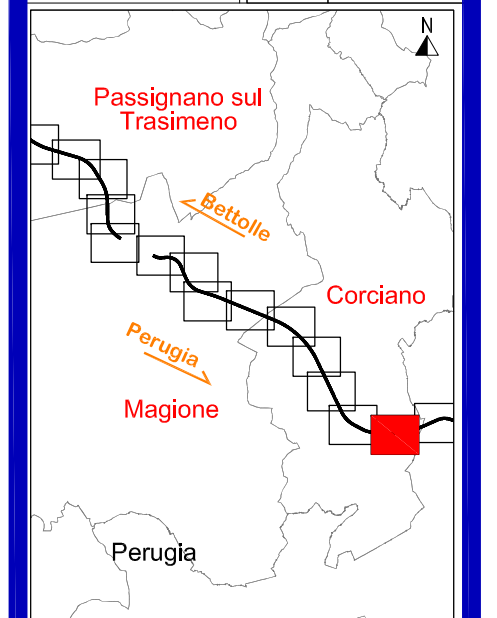 N
Passignano sul
Trasimeno
Bettolle
Corciano
Perugia
Magione
Perugia